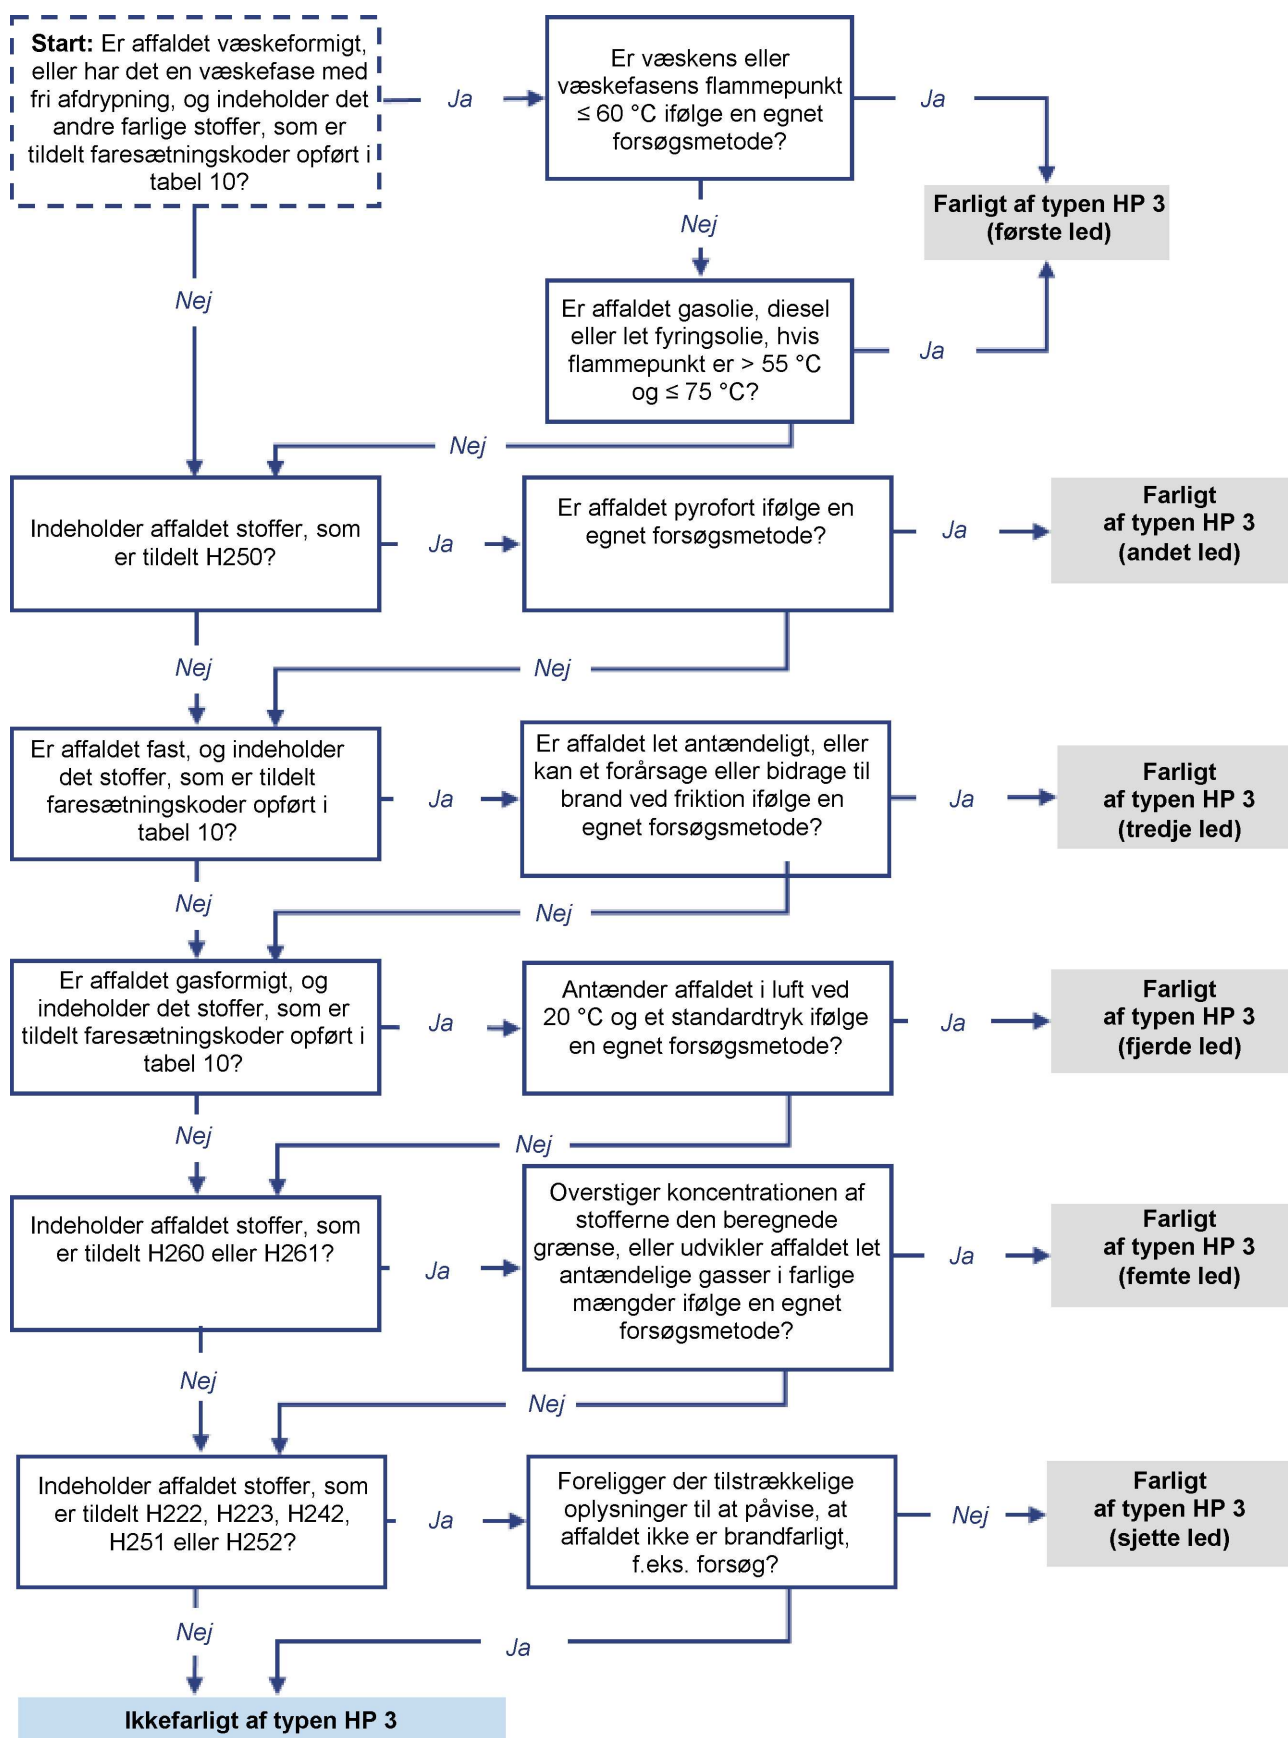 Start: Er affaldet væskeformigt,
eller har det en væskefase med
fri afdrypning, og indeholder det
andre farlige stoffer, som er
tildelt faresætningskoder opført i
tabel 10?
Ja
Er væskens eller
væskefasens flammepunkt
≤ 60 °C ifølge en egnet
forsøgsmetode?
Ja
Farligt af typen HP 3
(første led)
Nej
Nej
Er affaldet gasolie, diesel
eller let fyringsolie, hvis
flammepunkt er > 55 °C
og ≤ 75 °C?
Ja
Nej
Indeholder affaldet stoffer, som
er tildelt H250?
Ja
Er affaldet pyrofort ifølge en
egnet forsøgsmetode?
Ja
Farligt
af typen HP 3
(andet led)
Nej
Nej
Er affaldet fast, og indeholder
det stoffer, som er tildelt
faresætningskoder opført i
tabel 10?
Ja
Er affaldet let antændeligt, eller
kan et forårsage eller bidrage til
brand ved friktion ifølge en
egnet forsøgsmetode?
Ja
Farligt
af typen HP 3
(tredje led)
Nej
Nej
Er affaldet gasformigt, og
indeholder det stoffer, som er
tildelt faresætningskoder opført i
tabel 10?
Ja
Antænder affaldet i luft ved
20 °C og et standardtryk ifølge
en egnet forsøgsmetode?
Ja
Farligt
af typen HP 3
(fjerde led)
Nej
Nej
Indeholder affaldet stoffer, som
er tildelt H260 eller H261?
Ja
Overstiger koncentrationen af
stofferne den beregnede
grænse, eller udvikler affaldet let
antændelige gasser i farlige
mængder ifølge en egnet
forsøgsmetode?
Ja
Farligt
af typen HP 3
(femte led)
Nej
Nej
Indeholder affaldet stoffer, som
er tildelt H222, H223, H242,
H251 eller H252?
Ja
Foreligger der tilstrækkelige
oplysninger til at påvise, at
affaldet ikke er brandfarligt,
f.eks. forsøg?
Nej
Farligt
af typen HP 3
(sjette led)
Nej
Ja
Ikkefarligt af typen HP 3